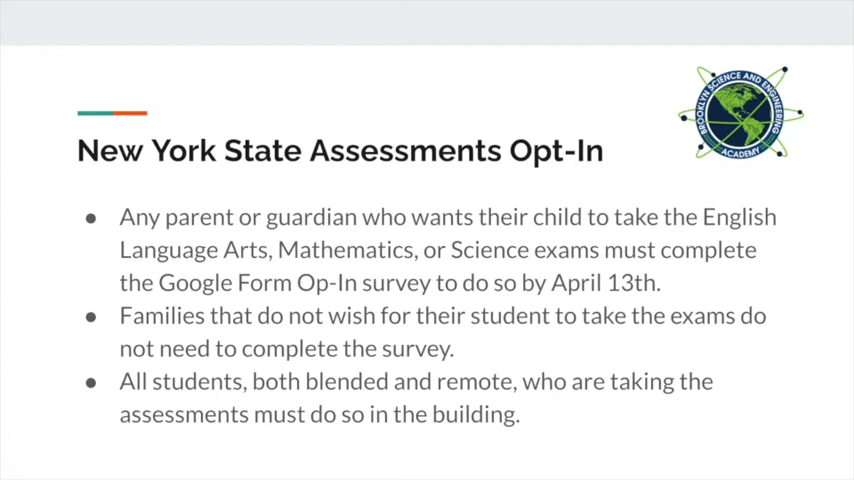 BROOKLYN SCIENCE AND ENGINEERING
ACADEMY
New York State Assessments Opt-In
● Any parent or guardian who wants their child to take the English
Language Arts, Mathematics, or Science exams must complete
the Google Form Op-In survey to do so by April 13th.
● Families that do not wish for their student to take the exams do
not need to complete the survey.
● All students, both blended and remote, who are taking the
assessments must do so in the building.